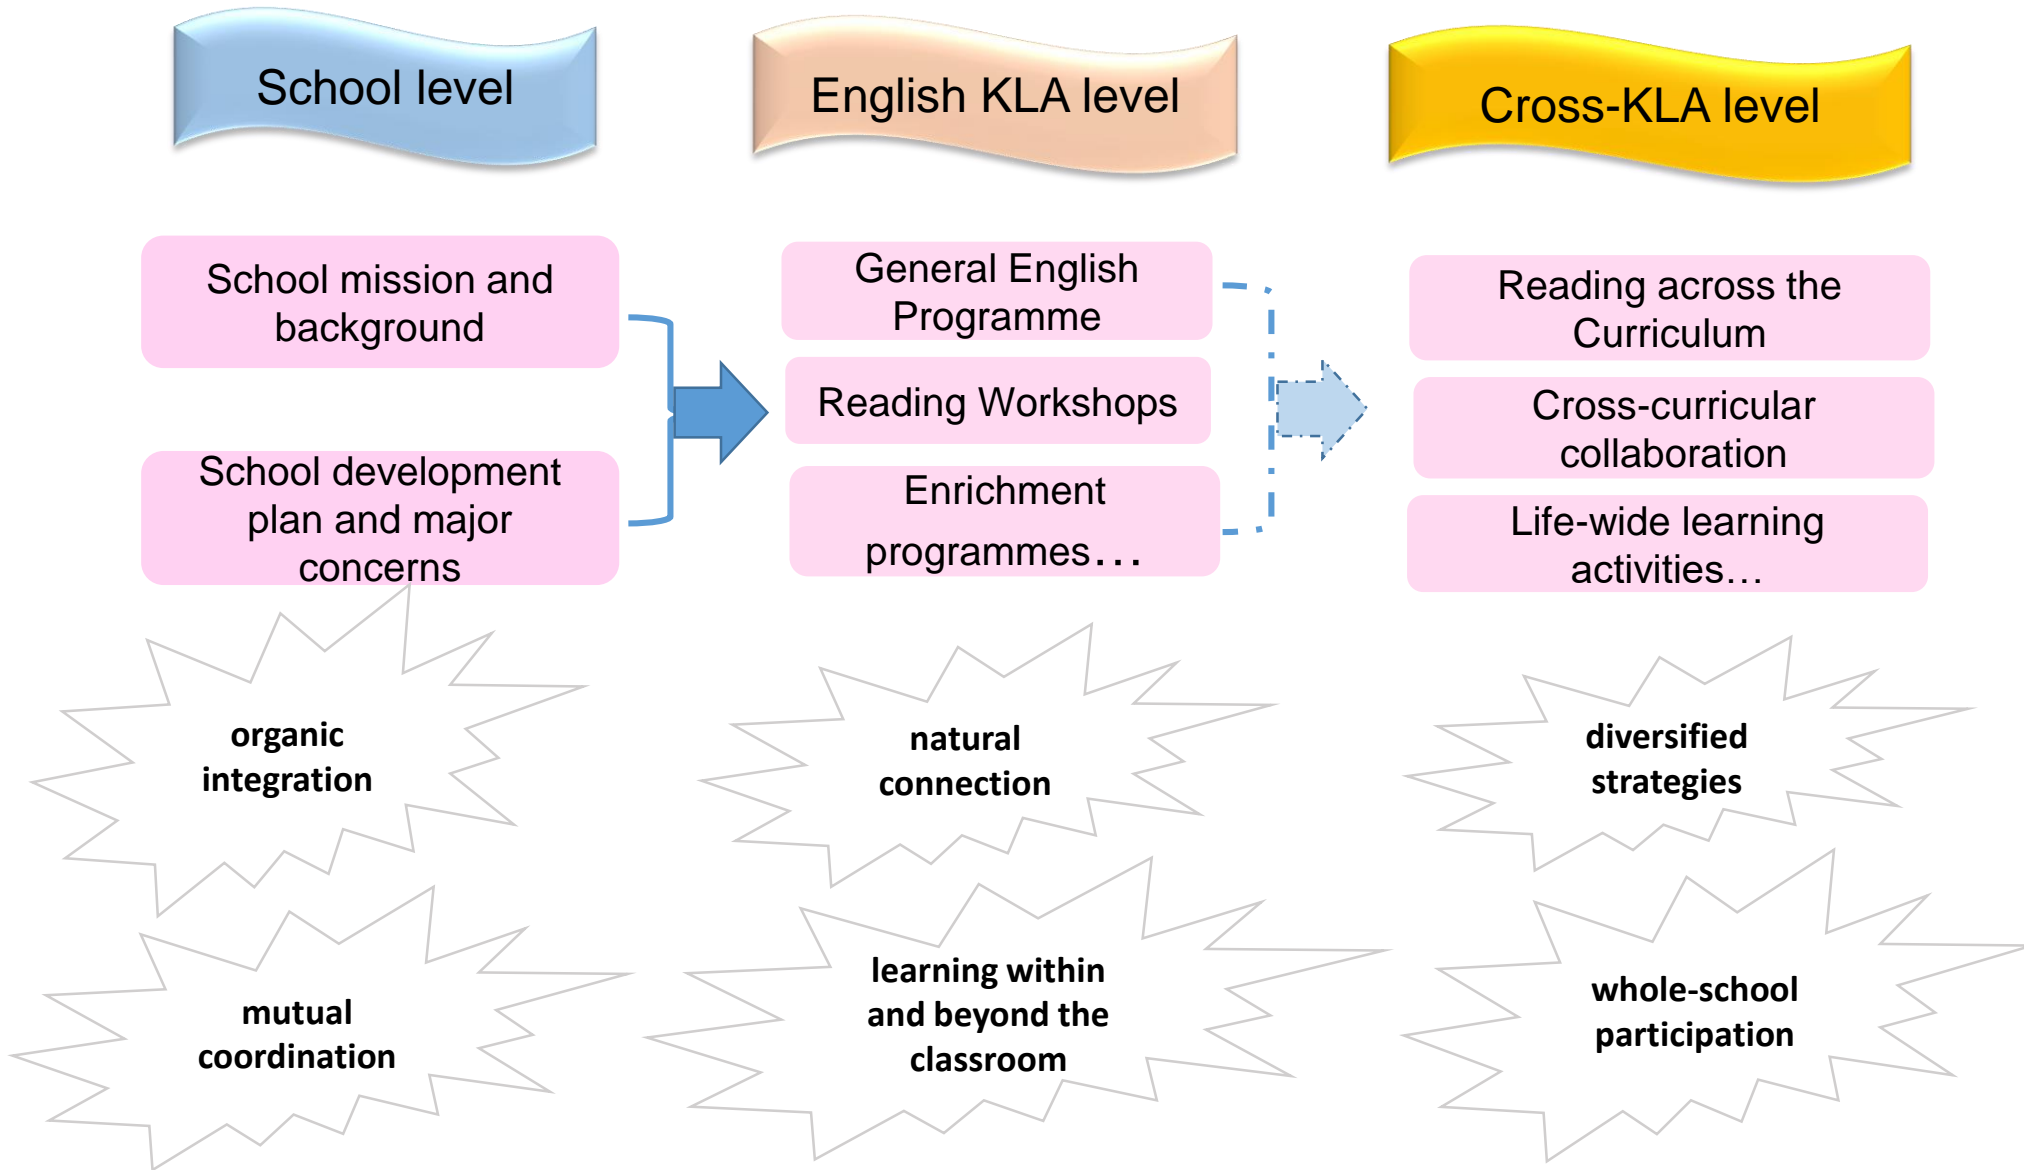 School level
English KLA level
Cross-KLA level
School mission and
background
School development
plan and major
concerns
General English
Programme
Reading Workshops
Enrichment
programmes…
Reading across the
Curriculum
Cross-curricular
collaboration
Life-wide learning
activities…
organic
integration
natural
connection
diversified
strategies
mutual
coordination
learning within
and beyond the
classroom
whole-school
participation